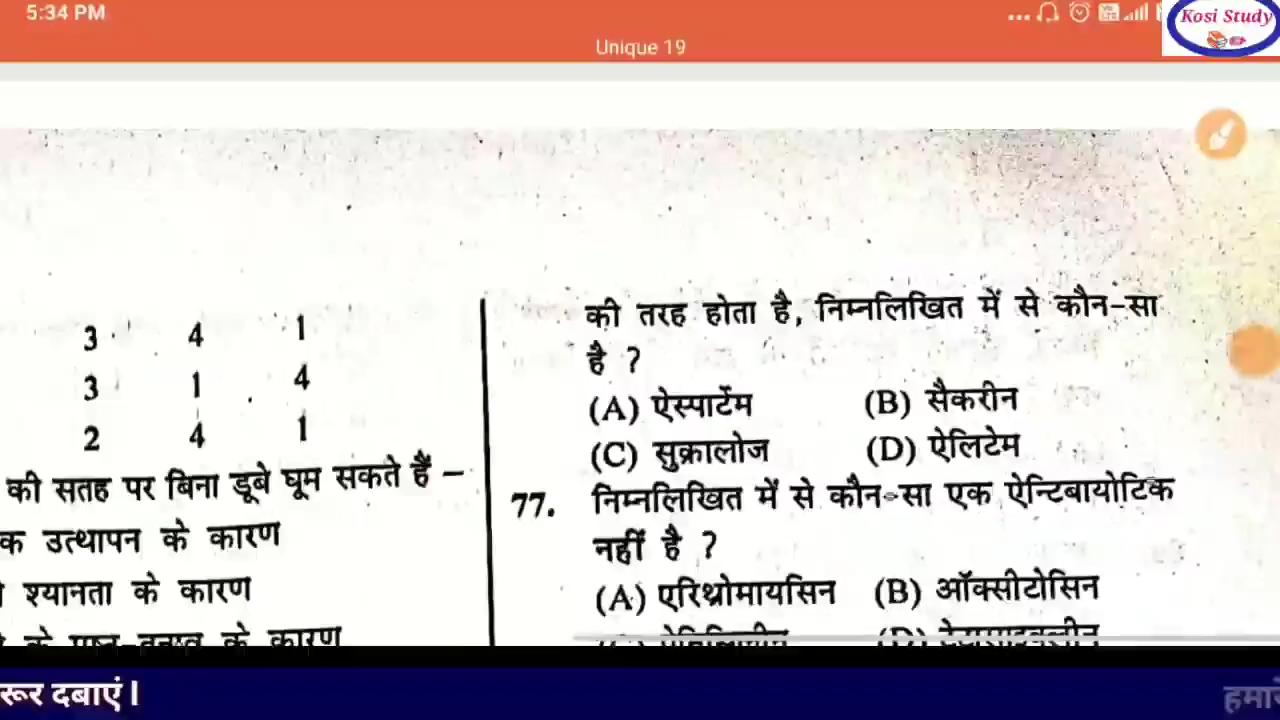 5:34 PM
Kosi Study
Unique 19
3 4 1
3 1 4
2 4 1
की सतह पर बिना डूबे घूम सकते हैं –
क उत्थापन के कारण
श्यानता के कारण
के कारण
की तरह होता है, निम्नलिखित में से कौन-सा
है ?
(A) ऐस्पार्टेम (B) सैकरीन
(C) सुक्रालोज (D) ऐलिटेम
77. निम्नलिखित में से कौन-सा एक ऐन्टिबायोटिक
नहीं है ?
(A) एरिथ्रोमायसिन (B) ऑक्सीटोसिन
रूर दबाएं।
हमारे